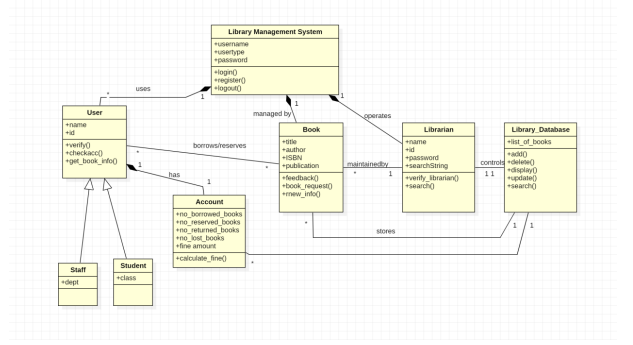 Library Management System
+username
+usertype
+password
+login()
+register()
+logout()
uses
*
1
managed by
1
1
operates
User
+name
+id
+verify()
+checkacc()
+get_book_info()
borrows/reserves
*
*
1
has
1
Book
+title
+author
+ISBN
+publication
+feedback()
+book_request()
+rnew_info()
maintainedby
*
1
Librarian
+name
+id
+password
+searchString
+verify_librarian()
+search()
controls
1 1
Library_Database
+list_of_books
+add()
+delete()
+display()
+update()
+search()
Account
+no_borrowed_books
+no_reserved_books
+no_returned_books
+no_lost_books
+fine amount
+calculate_fine()
*
stores
1
1
*
Staff
+dept
Student
+class